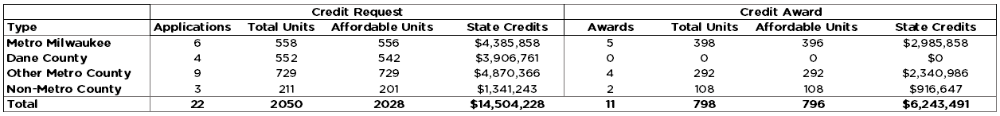 Credit Request Credit Award
Type Applications Total Units Affordable Units State Credits Awards Total Units Affordable Units State Credits
Metro Milwaukee 6 558 556 $4,385,858 5 398 396 $2,985,858
Dane County 4 552 542 $3,906,761 0 0 0 $0
Other Metro County 9 729 729 $4,870,366 4 292 292 $2,340,986
Non-Metro County 3 211 201 $1,341,243 2 108 108 $916,647
Total 22 2050 2028 $14,504,228 11 798 796 $6,243,491